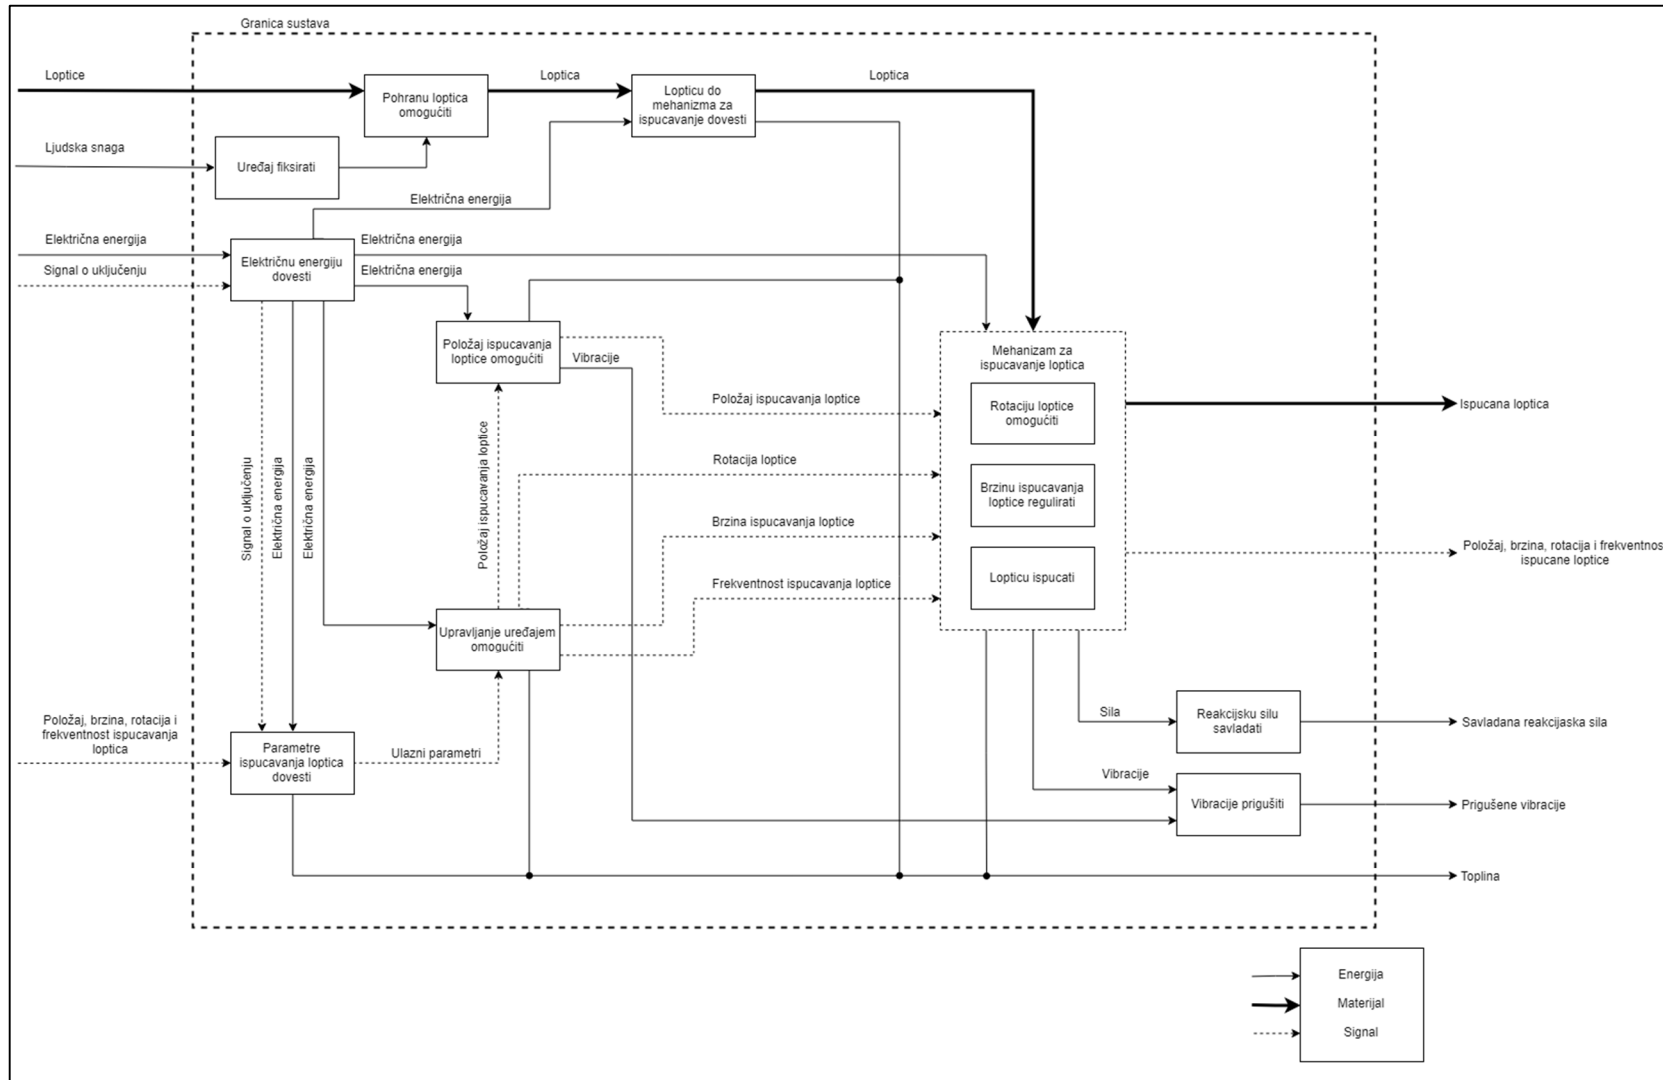 Granica sustava
Loptice
Loptica
Loptica
Pohranu loptica
omogućiti
Lopticu do
mehanizma za
ispucavanje dovesti
Ljudska snaga
Uređaj fiksirati
Električna energija
Električna energija
Električna energija
Signal o uključenju
Električnu energiju
dovesti
Električna energija
Položaj ispucavanja
loptice omogućiti
Vibracije
Mehanizam za
ispucavanje loptica
Rotaciju loptice
omogućiti
Položaj ispucavanja loptice
Ispucana loptica
Signal o uključenju
Električna energija
Električna energija
Položaj ispucavanja loptice
Rotacija loptice
Brzinu ispucavanja
loptice regulirati
Brzina ispucavanja loptice
Položaj, brzina, rotacija i frekventnos
ispucane loptice
Frekventnost ispucavanja loptice
Lopticu ispucati
Upravljanje uređajem
omogućiti
Položaj, brzina, rotacija i
frekventnost ispucavanja
loptica
Parametre
ispucavanja loptica
dovesti
Ulazni parametri
Sila
Reakcijsku silu
savladati
Savladana reakcijaska sila
Vibracije
Vibracije prigušiti
Prigušene vibracije
Toplina
Energija
Materijal
Signal